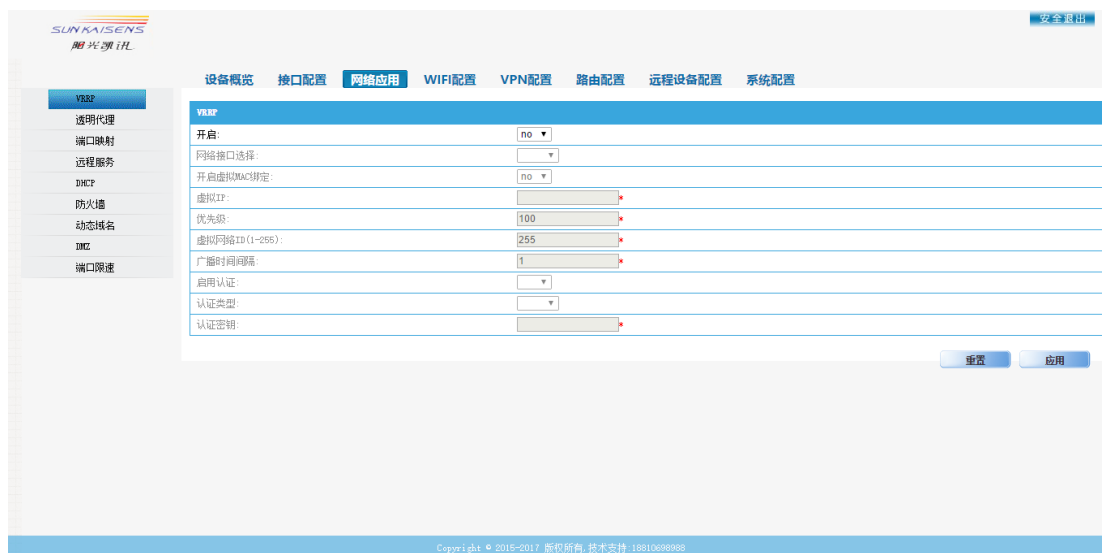 SUNKAISENS
阳光凯讯
安全退出
设备概览 接口配置 网络应用 WIFI配置 VPN配置 路由配置 远程设备配置 系统配置
VRRP
透明代理
端口映射
远程服务
DHCP
防火墙
动态域名
DMZ
端口限速
VRRP
开启: no
网络接口选择:
开启虚拟MAC绑定: no
虚拟IP: *
优先级: 100 *
虚拟网络ID(1-255): 255 *
广播时间间隔: 1 *
启用认证:
认证类型:
认证密钥: *
重置 应用
Copyright © 2015-2017 版权所有,技术支持:18810698988